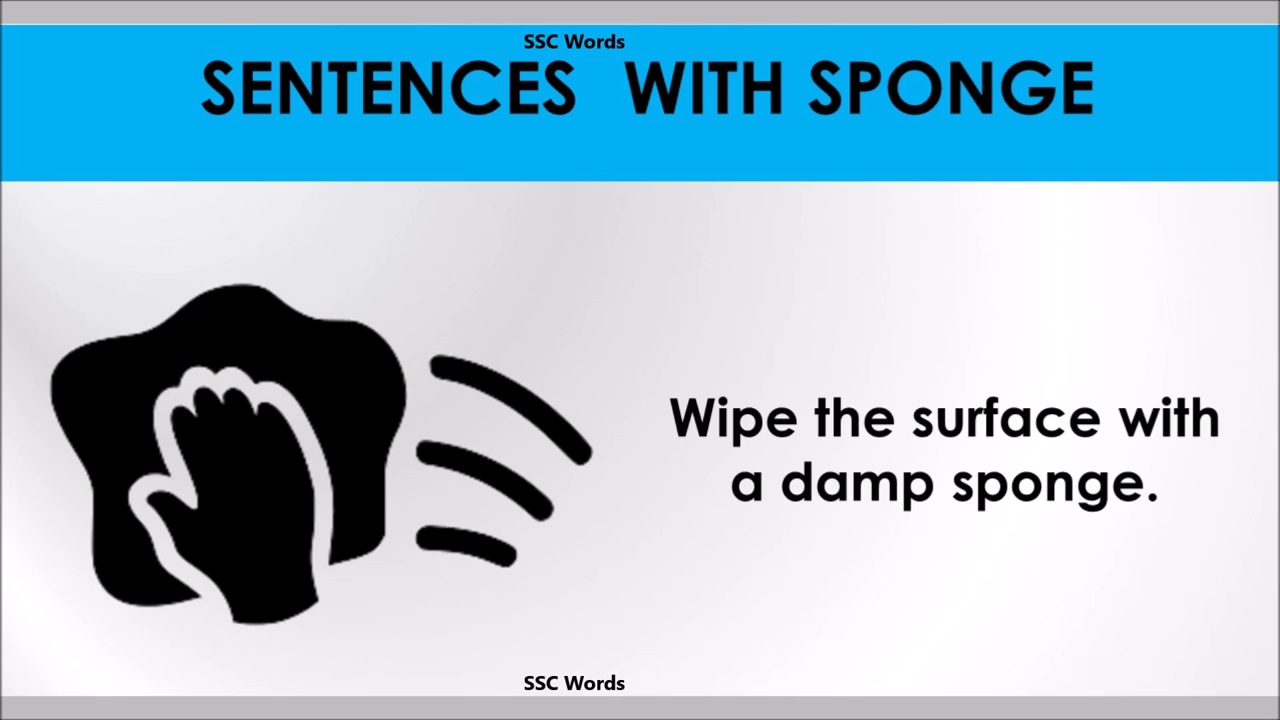 SSC Words
SENTENCES WITH SPONGE
Wipe the surface with
a damp sponge.
SSC Words